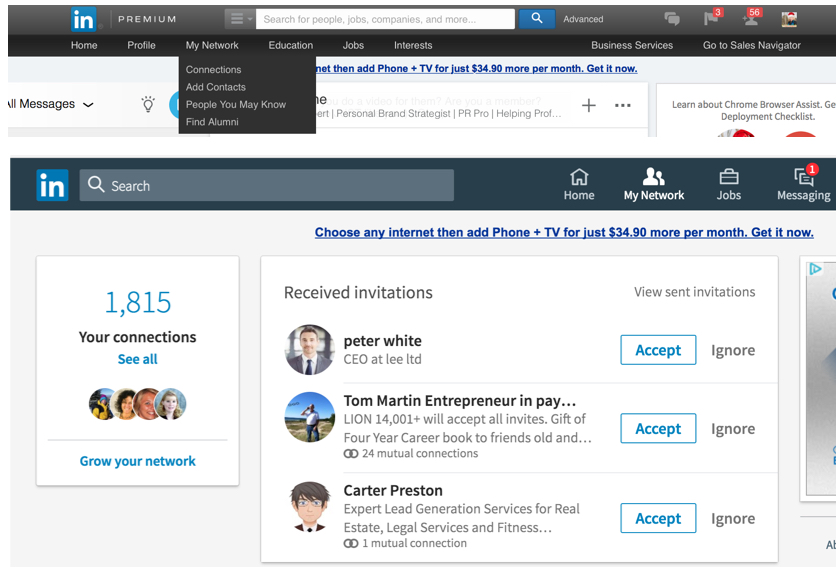 in PREMIUM
Search for people, jobs, companies, and more...
Advanced
3
56
Home Profile My Network Education Jobs Interests Business Services Go to Sales Navigator
net then add Phone + TV for just $34.90 more per month. Get it now.
Connections
Add Contacts
People You May Know
Find Alumni
All Messages
do a video for them? Are you a member?
ert | Personal Brand Strategist | PR Pro | Helping Prof...
Learn about Chrome Browser Assist. Ge
Deployment Checklist.
in Search
Home My Network Jobs Messaging
1
Choose any internet then add Phone + TV for just $34.90 more per month. Get it now.
1,815
Your connections
See all
Grow your network
Received invitations
View sent invitations
peter white
CEO at lee ltd
Accept Ignore
Tom Martin Entrepreneur in pay...
LION 14,001+ will accept all invites. Gift of
Four Year Career book to friends old and...
24 mutual connections
Accept Ignore
Carter Preston
Expert Lead Generation Services for Real
Estate, Legal Services and Fitness...
1 mutual connection
Accept Ignore